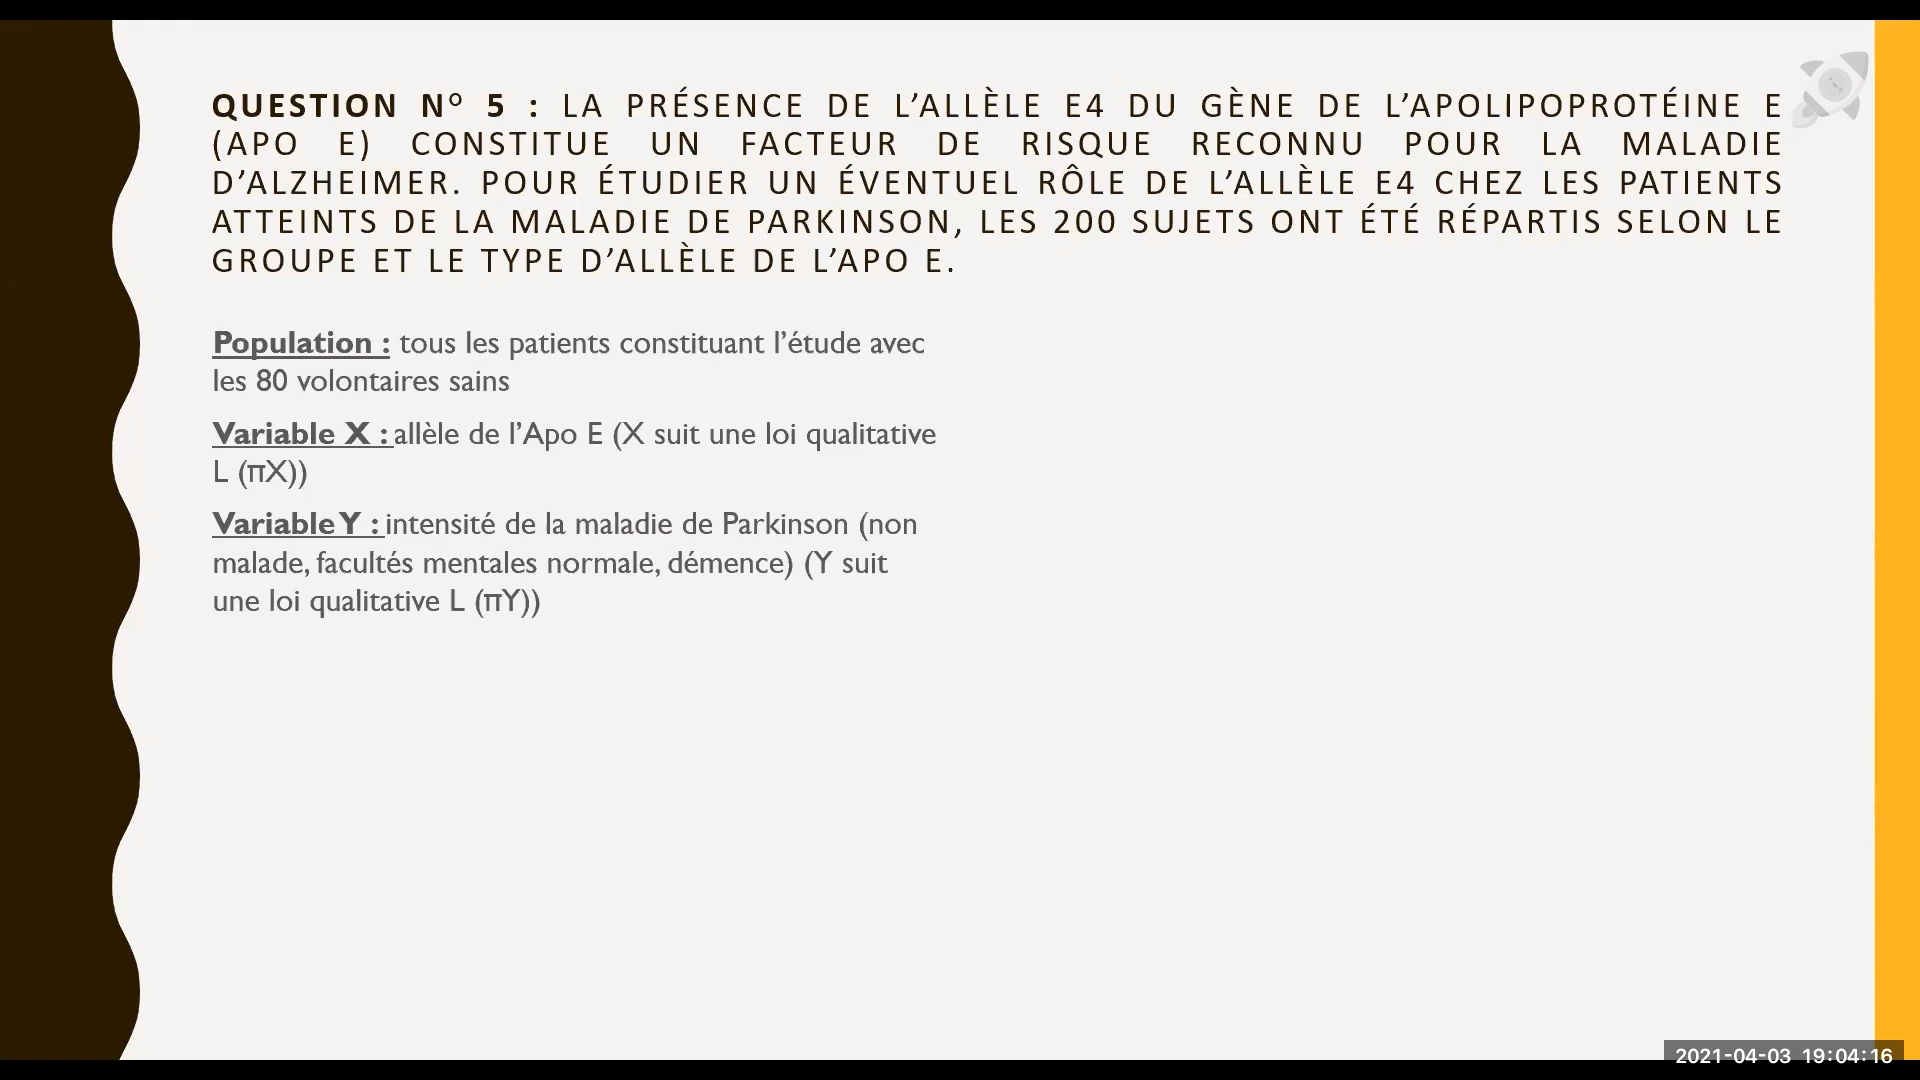 QUESTION N° 5 : LA PRÉSENCE DE L'ALLÈLE E4 DU GÈNE DE L'APOLIPOPROTÉINE E
(APO E) CONSTITUE UN FACTEUR DE RISQUE RECONNU POUR LA MALADIE
D'ALZHEIMER. POUR ÉTUDIER UN ÉVENTUEL RÔLE DE L'ALLÈLE E4 CHEZ LES PATIENTS
ATTEINTS DE LA MALADIE DE PARKINSON, LES 200 SUJETS ONT ÉTÉ RÉPARTIS SELON LE
GROUPE ET LE TYPE D'ALLÈLE DE L'APO E.
Population : tous les patients constituant l'étude avec
les 80 volontaires sains
Variable X : allèle de l'Apo E (X suit une loi qualitative
L (πX))
Variable Y : intensité de la maladie de Parkinson (non
malade, facultés mentales normale, démence) (Y suit
une loi qualitative L (πY))
2021-04-03 19:04:16